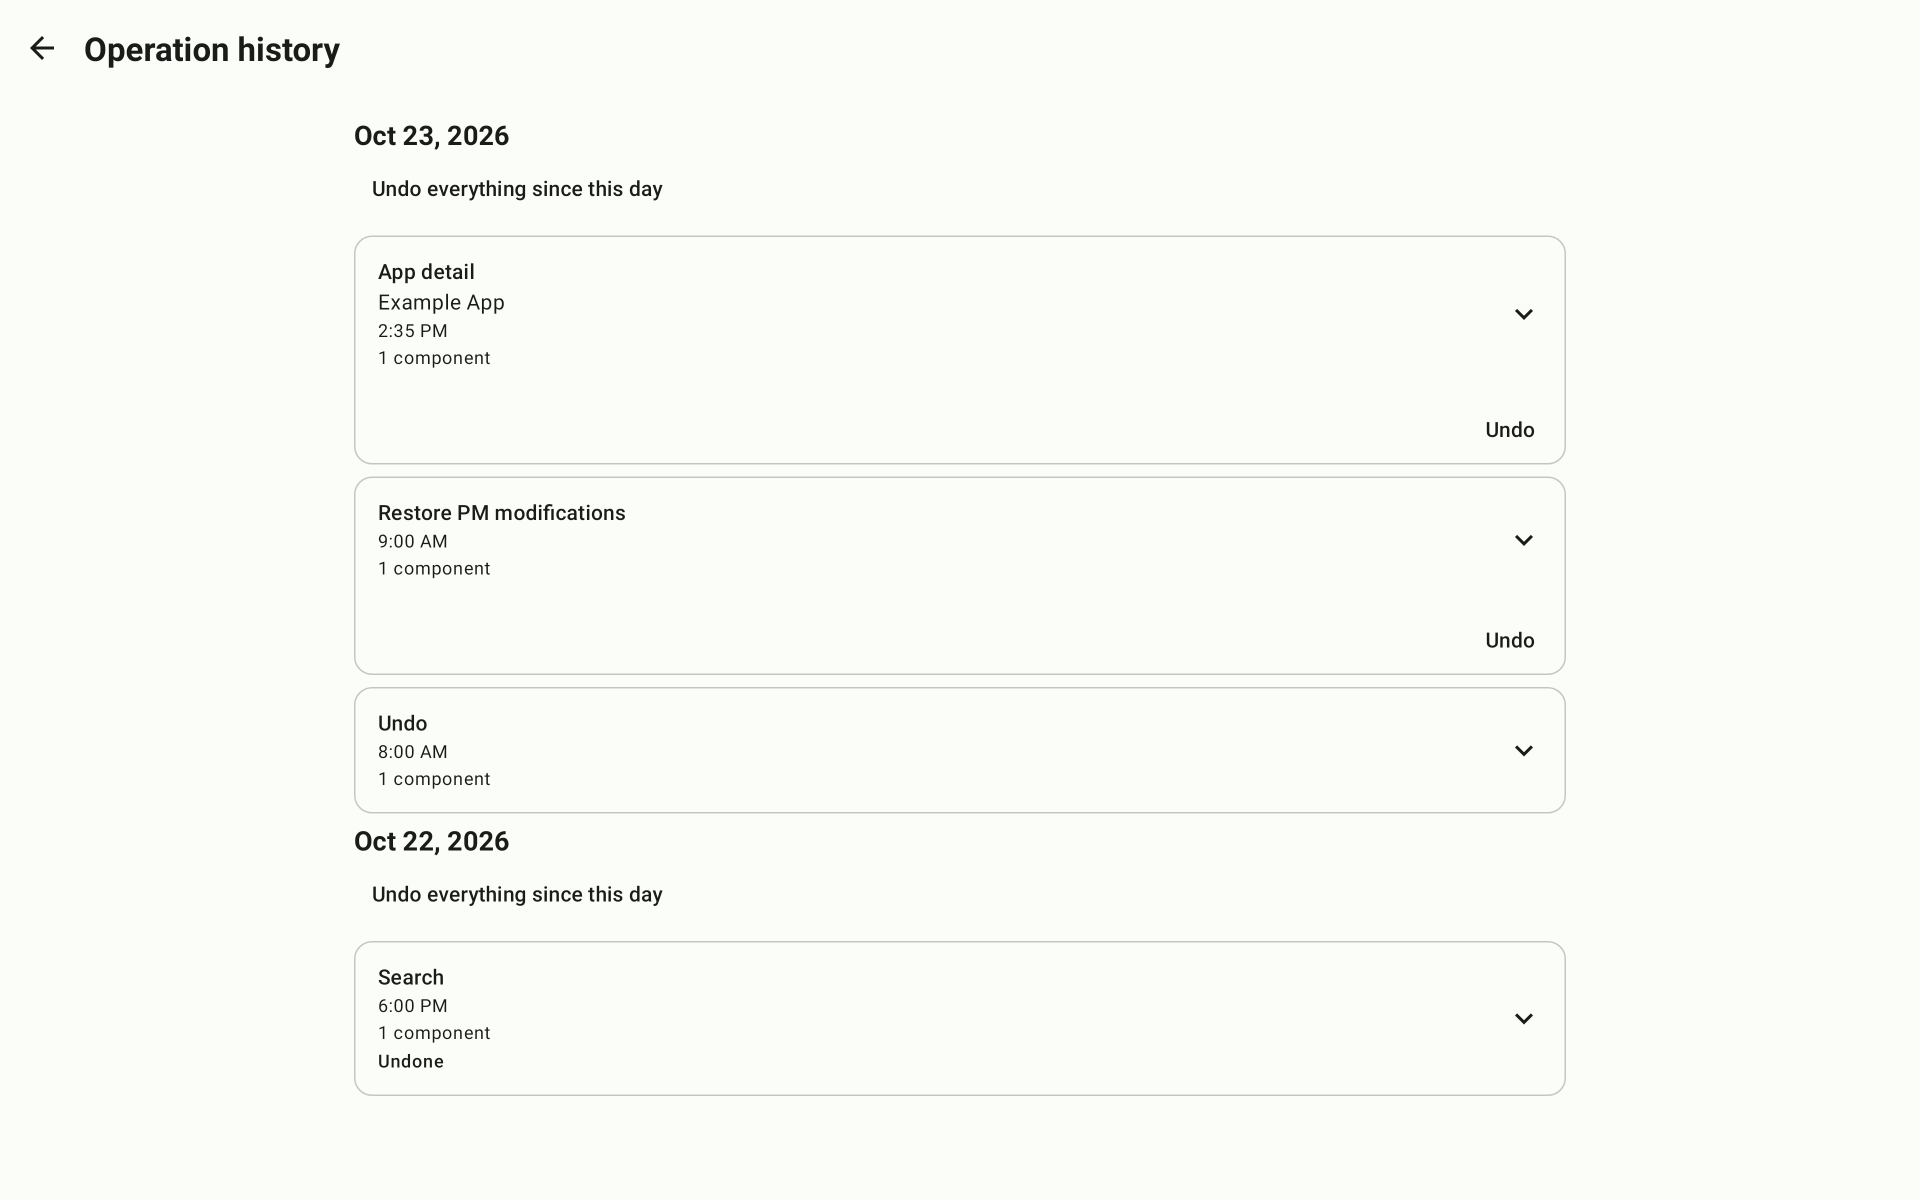 Operation history
Oct 23, 2026
Undo everything since this day
App detail
Example App
2:35 PM
1 component
Undo
Restore PM modifications
9:00 AM
1 component
Undo
Undo
8:00 AM
1 component
Oct 22, 2026
Undo everything since this day
Search
6:00 PM
1 component
Undone